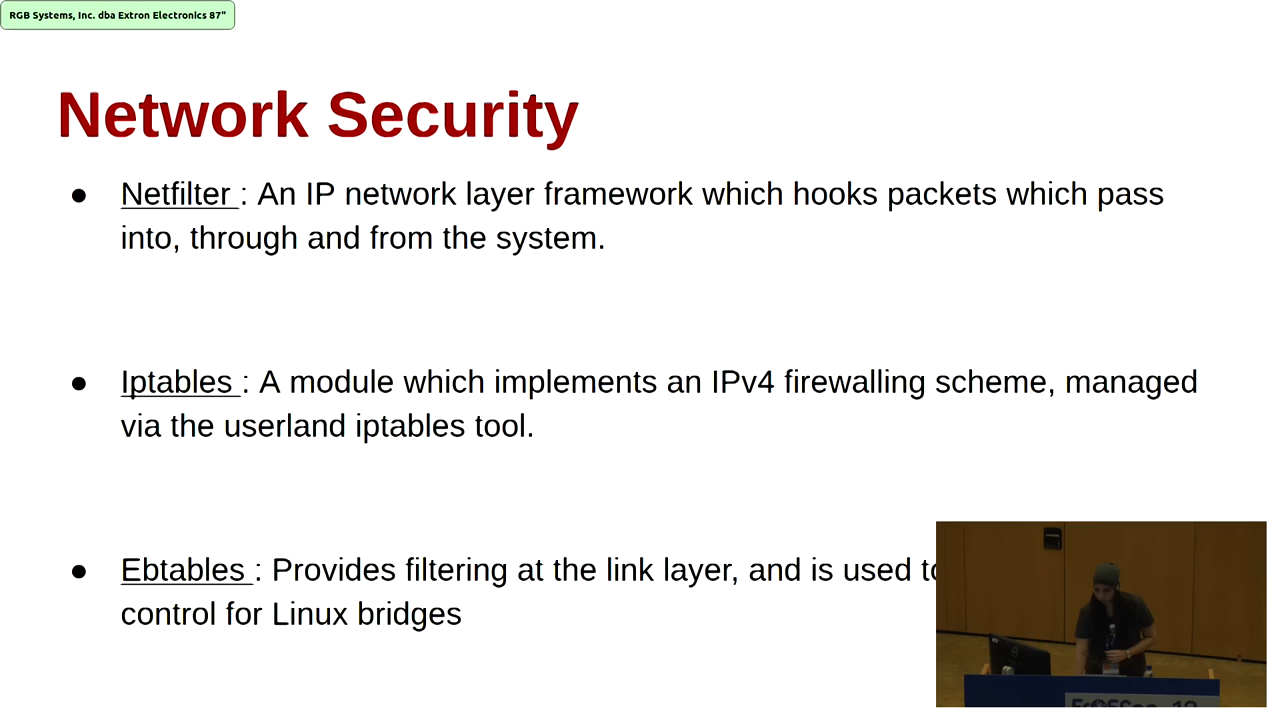 RGB Systems, Inc. dba Extron Electronics 87"
Network Security
● Netfilter : An IP network layer framework which hooks packets which pass
into, through and from the system.
● Iptables : A module which implements an IPv4 firewalling scheme, managed
via the userland iptables tool.
● Ebtables : Provides filtering at the link layer, and is used
control for Linux bridges